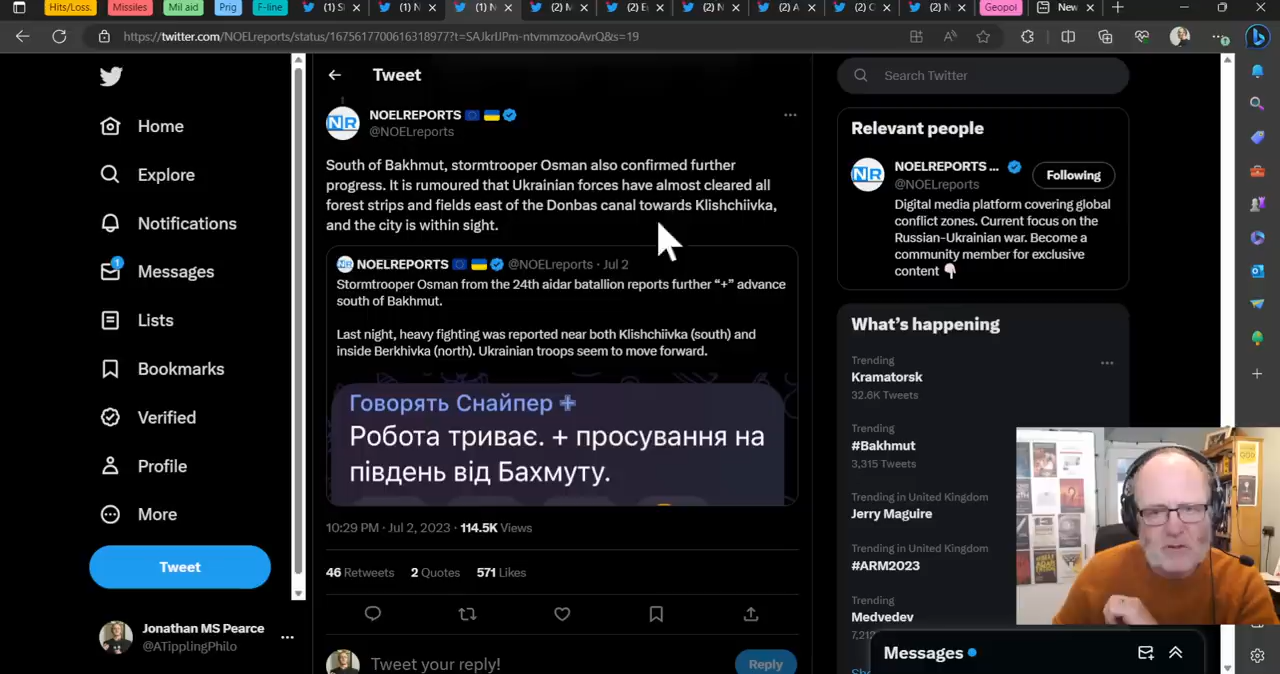 Hits/Loss.
Missiles
Mil aid
Prig
F-line
(1) N
(1) N
(2) N
(2) N
Geopol
New
https://twitter.com/NOELreports/status/1675617700616318977?t=SAJkrIJPm-ntvmmzooAvrQ&s=19
Home
Explore
Notifications
1
Messages
Lists
Bookmarks
Verified
Profile
More
Tweet
Jonathan MS Pearce
@ATipplingPhilo
Tweet
NR
NOELREPORTS
@NOELreports
South of Bakhmut, stormtrooper Osman also confirmed further
progress. It is rumoured that Ukrainian forces have almost cleared all
forest strips and fields east of the Donbas canal towards Klishchiivka,
and the city is within sight.
NR NOELREPORTS @NOELreports · Jul 2
Stormtrooper Osman from the 24th aidar batallion reports further “+” advance
south of Bakhmut.
Last night, heavy fighting was reported near both Klishchiivka (south) and
inside Berkhivka (north). Ukrainian troops seem to move forward.
Говорять Снайпер +
Робота триває. + просування на
південь від Бахмуту.
10:29 PM · Jul 2, 2023 · 114.5K Views
46 Retweets 2 Quotes 571 Likes
Tweet your reply!
Reply
Search Twitter
Relevant people
NR
NOELREPORTS ...
@NOELreports
Following
Digital media platform covering global
conflict zones. Current focus on the
Russian-Ukrainian war. Become a
community member for exclusive
content
What’s happening
Trending
Kramatorsk
32.6K Tweets
Trending
#Bakhmut
3,315 Tweets
Trending in United Kingdom
Jerry Maguire
Trending in United Kingdom
#ARM2023
Trending
Medvedev
Messages